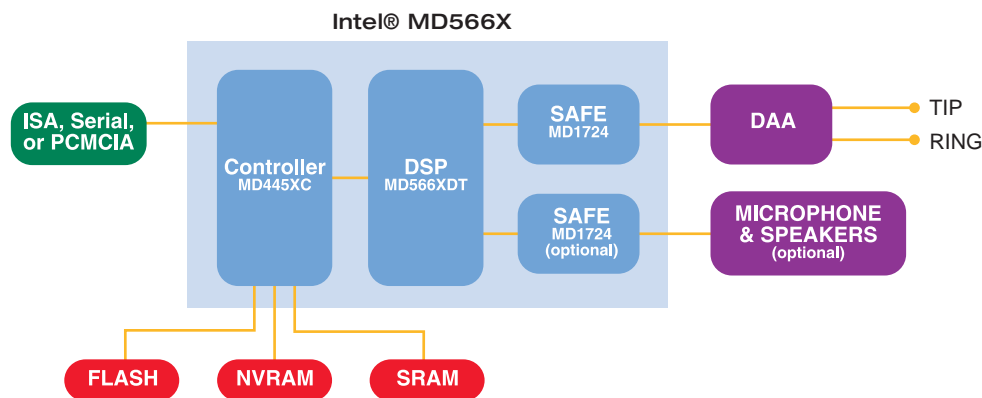 Intel® MD566X
ISA, Serial,
or PCMCIA
Controller
MD445XC
DSP
MD566XDT
SAFE
MD1724
DAA
TIP
RING
SAFE
MD1724
(optional)
MICROPHONE
& SPEAKERS
(optional)
FLASH
NVRAM
SRAM